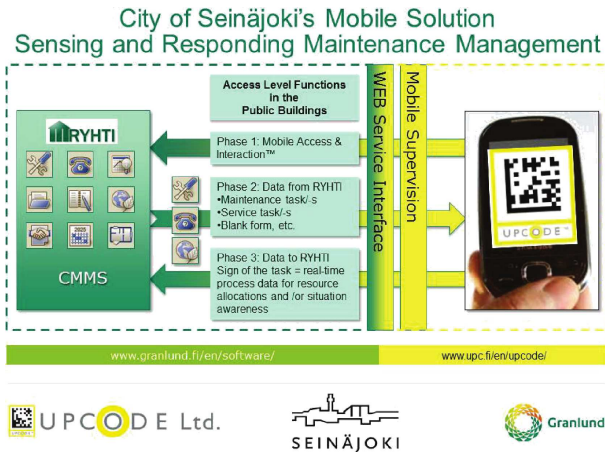 City of Seinäjoki's Mobile Solution
Sensing and Responding Maintenance Management
Access Level Functions
in the
Public Buildings
RYHTI
CMMS
Phase 1: Mobile Access &
Interaction™
Phase 2: Data from RYHTI
•Maintenance task/-s
•Service task/-s
•Blank form, etc.
Phase 3: Data to RYHTI
Sign of the task = real-time
process data for resource
allocations and /or situation
awareness
WEB Service Interface
Mobile Supervision
UPCODE™
www.granlund.fi/en/software/
www.upc.fi/en/upcode/
UPCODE Ltd.
SEINÄJOKI
Granlund